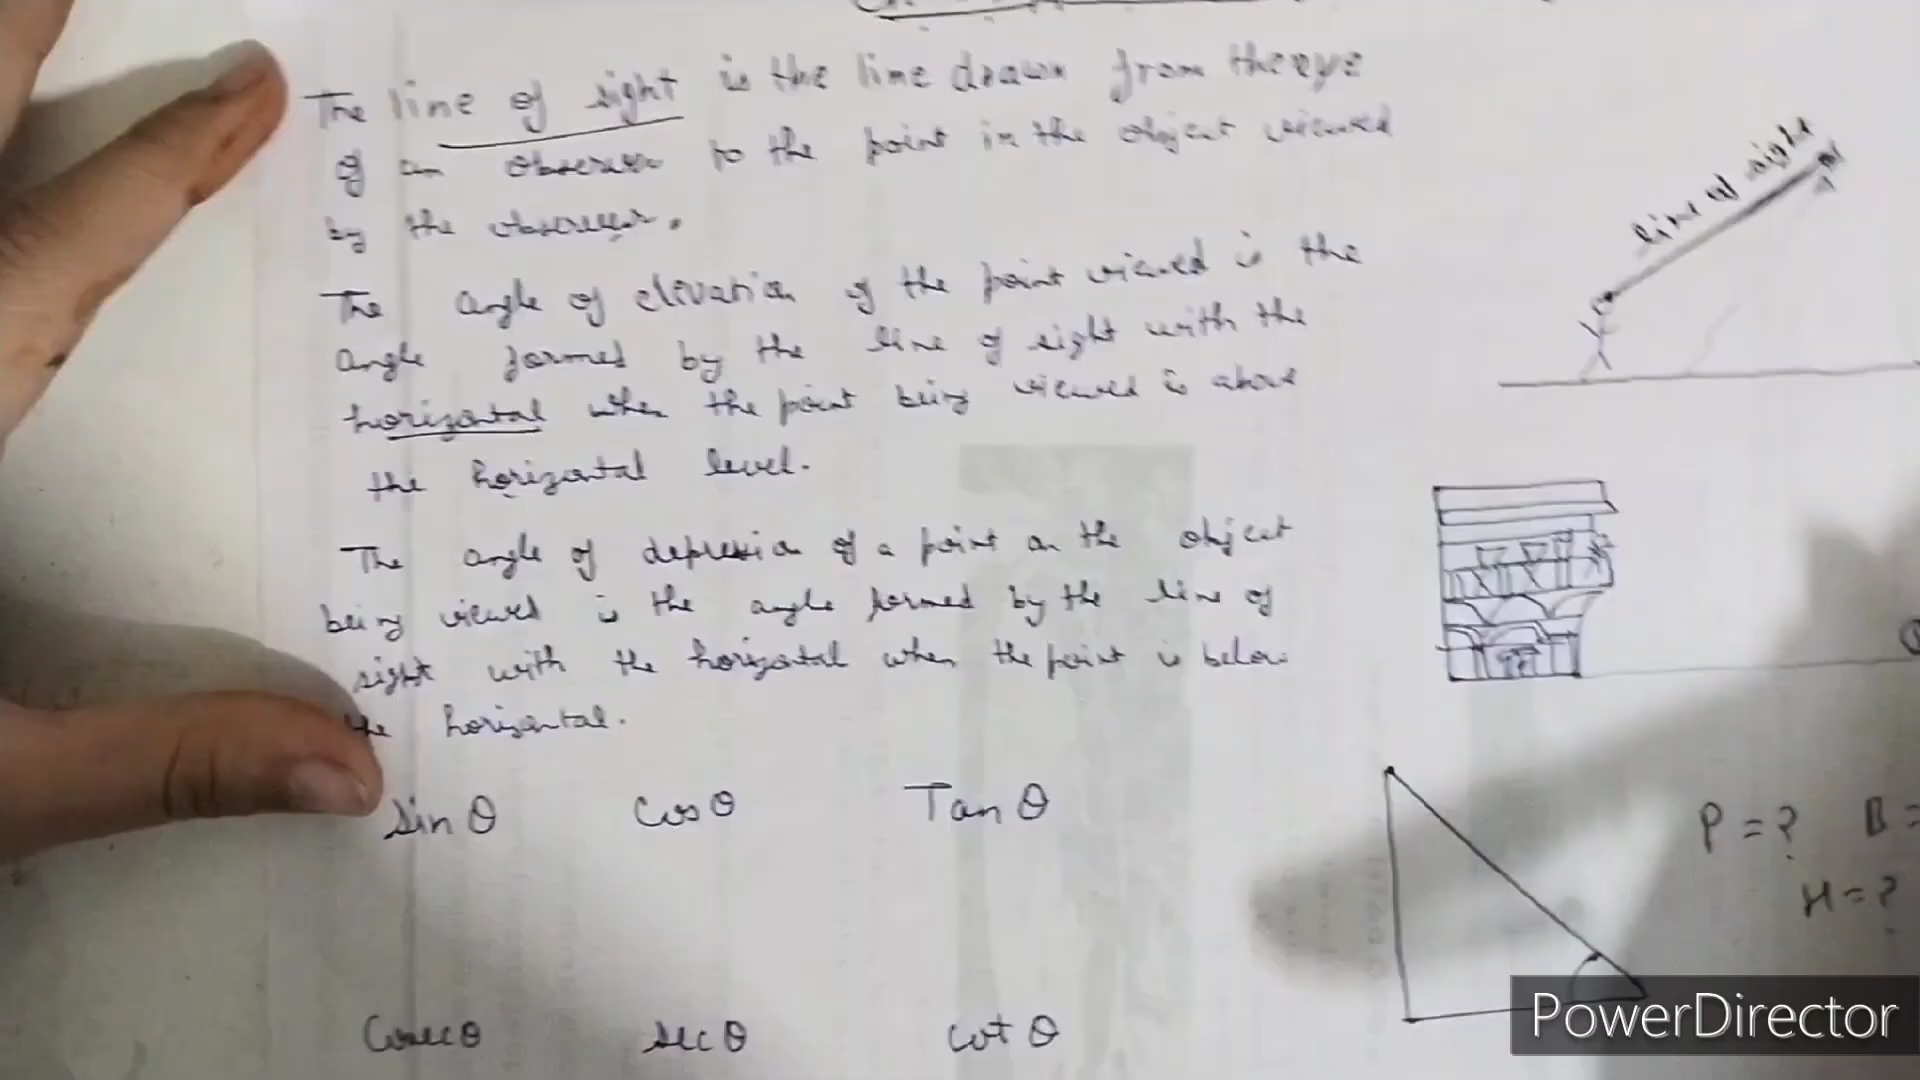 The line of sight is the line drawn from the eye
of an observer to the point in the object viewed
by the observer.
The angle of elevation of the point viewed is the
angle formed by the line of sight with the
horizontal when the point being viewed is above
the horizontal level.
The angle of depression of a point on the object
being viewed is the angle formed by the line of
sight with the horizontal when the point is below
the horizontal.
Sin θ Cos θ Tan θ
Cosec θ sec θ cot θ
line of sight
P = ? B =
H = ?
PowerDirector